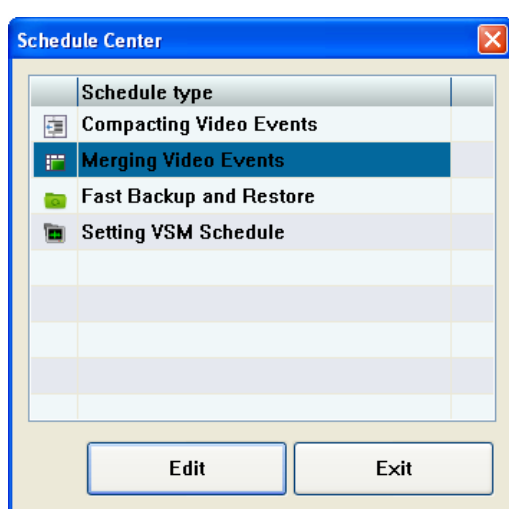 Schedule Center
Schedule type
Compacting Video Events
Merging Video Events
Fast Backup and Restore
Setting VSM Schedule
Edit
Exit